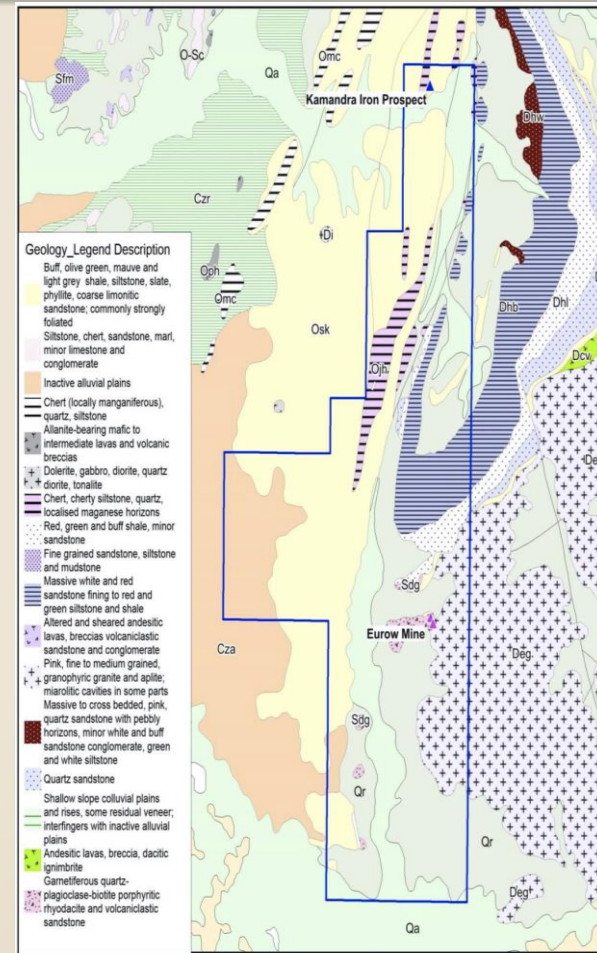 O-Sc
Omc
Sfm
Qa
Kamandra Iron Prospect
Dhw
Czr
Di
Oph
Omc
Osk
Dhb
Dhl
Ojh
Dcv
De
Sdg
Eurow Mine
Deg
Cza
Sdg
Qr
Qr
Deg
Qa
Geology_Legend Description
Buff, olive green, mauve and
light grey shale, siltstone, slate,
phyllite, coarse limonitic
sandstone; commonly strongly
foliated
Siltstone, chert, sandstone, marl,
minor limestone and
conglomerate
Inactive alluvial plains
Chert (locally manganiferous),
quartz, siltstone
Allanite-bearing mafic to
intermediate lavas and volcanic
breccias
Dolerite, gabbro, diorite, quartz
diorite, tonalite
Chert, cherty siltstone, quartz,
localised maganese horizons
Red, green and buff shale, minor
sandstone
Fine grained sandstone, siltstone
and mudstone
Massive white and red
sandstone fining to red and
green siltstone and shale
Altered and sheared andesitic
lavas, breccias volcaniclastic
sandstone and conglomerate
Pink, fine to medium grained,
granophyric granite and aplite;
miarolitic cavities in some parts
Massive to cross bedded, pink,
quartz sandstone with pebbly
horizons, minor white and buff
sandstone conglomerate, green
and white siltstone
Quartz sandstone
Shallow slope colluvial plains
and rises, some residual veneer;
interfingers with inactive alluvial
plains
Andesitic lavas, breccia, dacitic
ignimbrite
Garnetiferous quartz-
plagioclase-biotite porphyritic
rhyodacite and volcaniclastic
sandstone